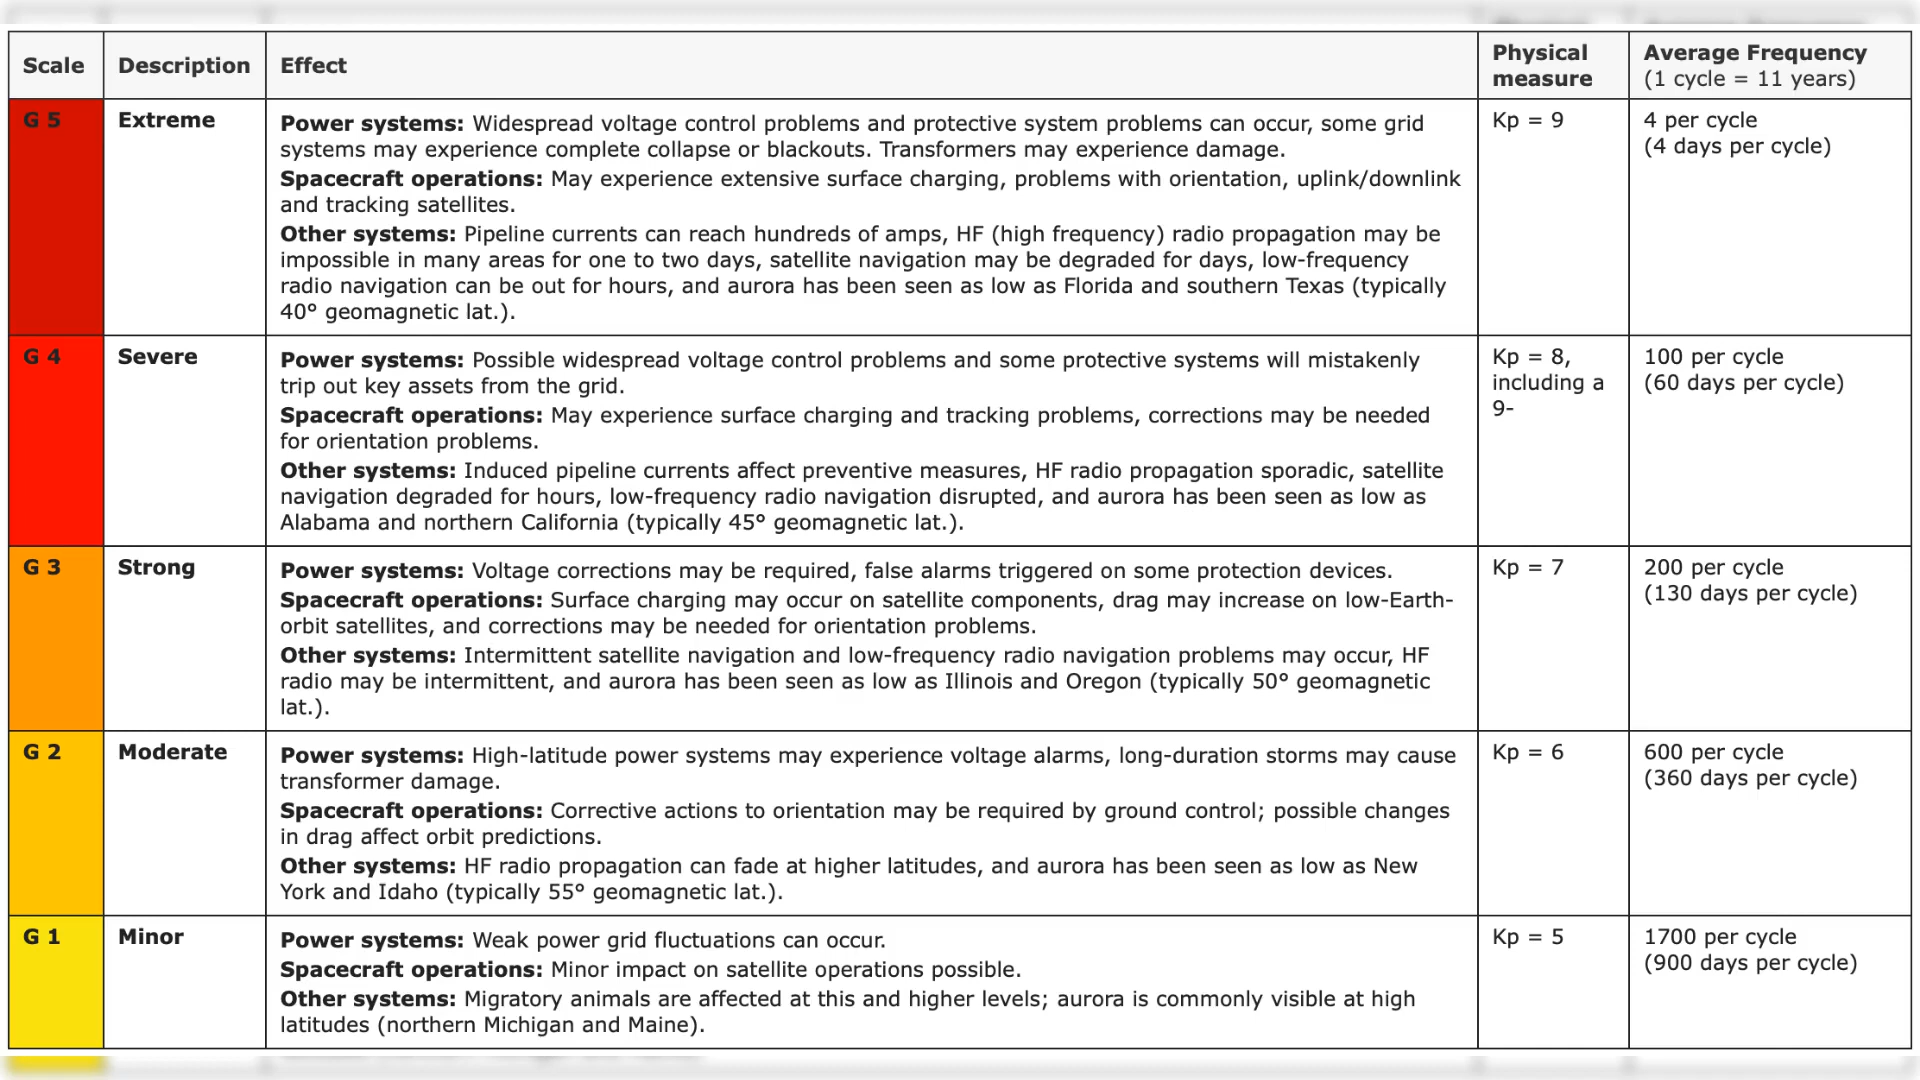 Scale
Description
Effect
Physical
measure
Average Frequency
(1 cycle = 11 years)
G 5
Extreme
Power systems: Widespread voltage control problems and protective system problems can occur, some grid
systems may experience complete collapse or blackouts. Transformers may experience damage.
Spacecraft operations: May experience extensive surface charging, problems with orientation, uplink/downlink
and tracking satellites.
Other systems: Pipeline currents can reach hundreds of amps, HF (high frequency) radio propagation may be
impossible in many areas for one to two days, satellite navigation may be degraded for days, low-frequency
radio navigation can be out for hours, and aurora has been seen as low as Florida and southern Texas (typically
40° geomagnetic lat.).
Kp = 9
4 per cycle
(4 days per cycle)
G 4
Severe
Power systems: Possible widespread voltage control problems and some protective systems will mistakenly
trip out key assets from the grid.
Spacecraft operations: May experience surface charging and tracking problems, corrections may be needed
for orientation problems.
Other systems: Induced pipeline currents affect preventive measures, HF radio propagation sporadic, satellite
navigation degraded for hours, low-frequency radio navigation disrupted, and aurora has been seen as low as
Alabama and northern California (typically 45° geomagnetic lat.).
Kp = 8,
including a
9-
100 per cycle
(60 days per cycle)
G 3
Strong
Power systems: Voltage corrections may be required, false alarms triggered on some protection devices.
Spacecraft operations: Surface charging may occur on satellite components, drag may increase on low-Earth-
orbit satellites, and corrections may be needed for orientation problems.
Other systems: Intermittent satellite navigation and low-frequency radio navigation problems may occur, HF
radio may be intermittent, and aurora has been seen as low as Illinois and Oregon (typically 50° geomagnetic
lat.).
Kp = 7
200 per cycle
(130 days per cycle)
G 2
Moderate
Power systems: High-latitude power systems may experience voltage alarms, long-duration storms may cause
transformer damage.
Spacecraft operations: Corrective actions to orientation may be required by ground control; possible changes
in drag affect orbit predictions.
Other systems: HF radio propagation can fade at higher latitudes, and aurora has been seen as low as New
York and Idaho (typically 55° geomagnetic lat.).
Kp = 6
600 per cycle
(360 days per cycle)
G 1
Minor
Power systems: Weak power grid fluctuations can occur.
Spacecraft operations: Minor impact on satellite operations possible.
Other systems: Migratory animals are affected at this and higher levels; aurora is commonly visible at high
latitudes (northern Michigan and Maine).
Kp = 5
1700 per cycle
(900 days per cycle)